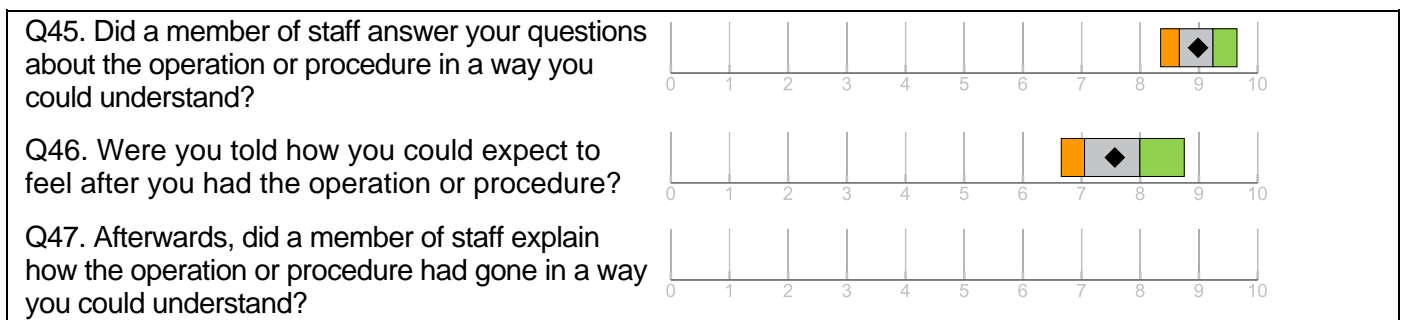 Q45. Did a member of staff answer your questions
about the operation or procedure in a way you
could understand?
0 1 2 3 4 5 6 7 8 9 10
Q46. Were you told how you could expect to
feel after you had the operation or procedure?
0 1 2 3 4 5 6 7 8 9 10
Q47. Afterwards, did a member of staff explain
how the operation or procedure had gone in a way
you could understand?
0 1 2 3 4 5 6 7 8 9 10